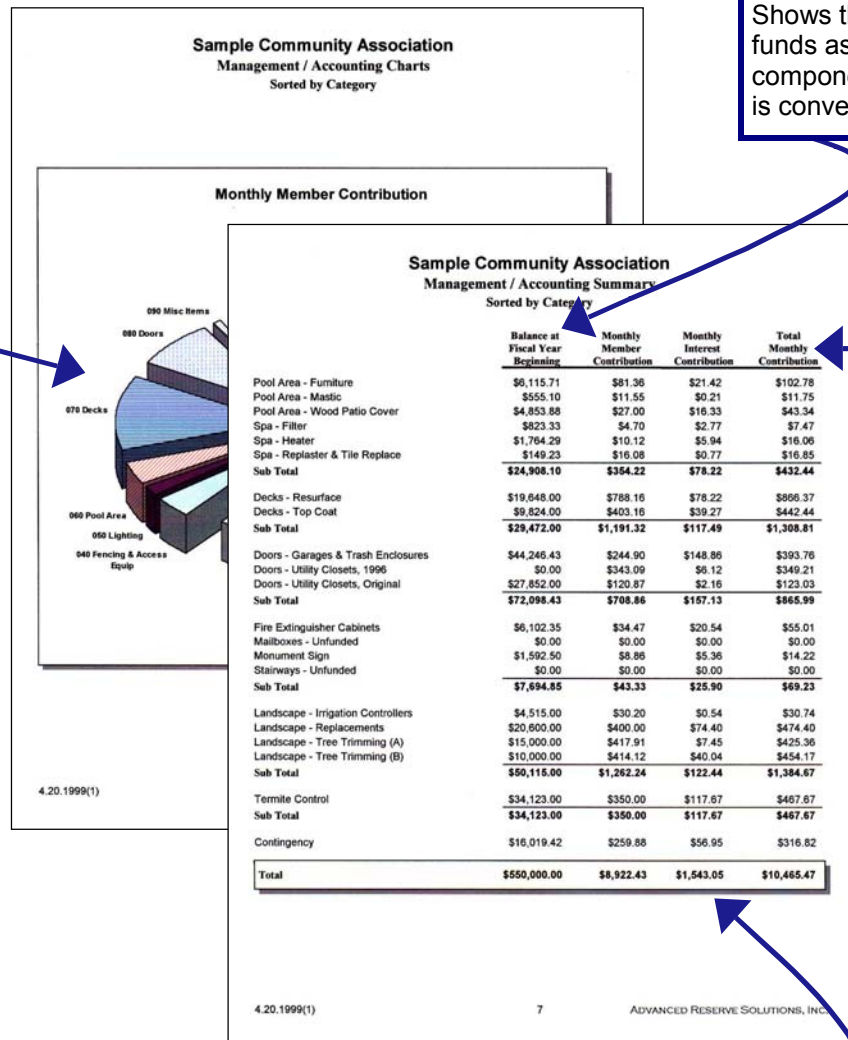 Shows
funds as
is conve
Sample Community Association
Management / Accounting Charts
Sorted by Category
Monthly Member Contribution
090 Misc Items
080 Doors
070 Decks
060 Pool Area
050 Lighting
040 Fencing & Access
Equip
4.20.1999(1)
Sample Community Association
Management / Accounting Summary
Sorted by Category
Balance at Monthly Monthly Total
Fiscal Year Member Interest Monthly
Beginning Contribution Contribution Contribution
Pool Area - Furniture $6,115.71 $81.36 $21.42 $102.78
Pool Area - Mastic $555.10 $11.55 $0.21 $11.75
Pool Area - Wood Patio Cover $4,853.88 $27.00 $16.33 $43.34
Spa - Filter $823.33 $4.70 $2.77 $7.47
Spa - Heater $1,764.29 $10.12 $5.94 $16.06
Spa - Replaster & Tile Replace $149.23 $16.08 $0.77 $16.85
Sub Total $24,908.10 $354.22 $78.22 $432.44
Decks - Resurface $19,648.00 $788.16 $78.22 $866.37
Decks - Top Coat $9,824.00 $403.16 $39.27 $442.44
Sub Total $29,472.00 $1,191.32 $117.49 $1,308.81
Doors - Garages & Trash Enclosures $44,246.43 $244.90 $148.86 $393.76
Doors - Utility Closets, 1996 $0.00 $343.09 $6.12 $349.21
Doors - Utility Closets, Original $27,852.00 $120.87 $2.16 $123.03
Sub Total $72,098.43 $708.86 $157.13 $865.99
Fire Extinguisher Cabinets $6,102.35 $34.47 $20.54 $55.01
Mailboxes - Unfunded $0.00 $0.00 $0.00 $0.00
Monument Sign $1,592.50 $8.86 $5.36 $14.22
Stairways - Unfunded $0.00 $0.00 $0.00 $0.00
Sub Total $7,694.85 $43.33 $25.90 $69.23
Landscape - Irrigation Controllers $4,515.00 $30.20 $0.54 $30.74
Landscape - Replacements $20,600.00 $400.00 $74.40 $474.40
Landscape - Tree Trimming (A) $15,000.00 $417.91 $7.45 $425.36
Landscape - Tree Trimming (B) $10,000.00 $414.12 $40.04 $454.17
Sub Total $50,115.00 $1,262.24 $122.44 $1,384.67
Termite Control $34,123.00 $350.00 $117.67 $467.67
Sub Total $34,123.00 $350.00 $117.67 $467.67
Contingency $16,019.42 $259.88 $56.95 $316.82
Total $550,000.00 $8,922.43 $1,543.05 $10,465.47
4.20.1999(1) 7 ADVANCED RESERVE SOLUTIONS, INC.